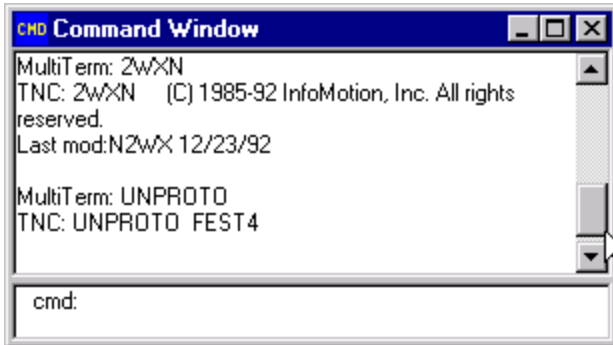 CMD Command Window
MultiTerm: 2WXN
TNC: 2WXN (C) 1985-92 InfoMotion, Inc. All rights
reserved.
Last mod:N2WX 12/23/92
MultiTerm: UNPROTO
TNC: UNPROTO FEST4
cmd: